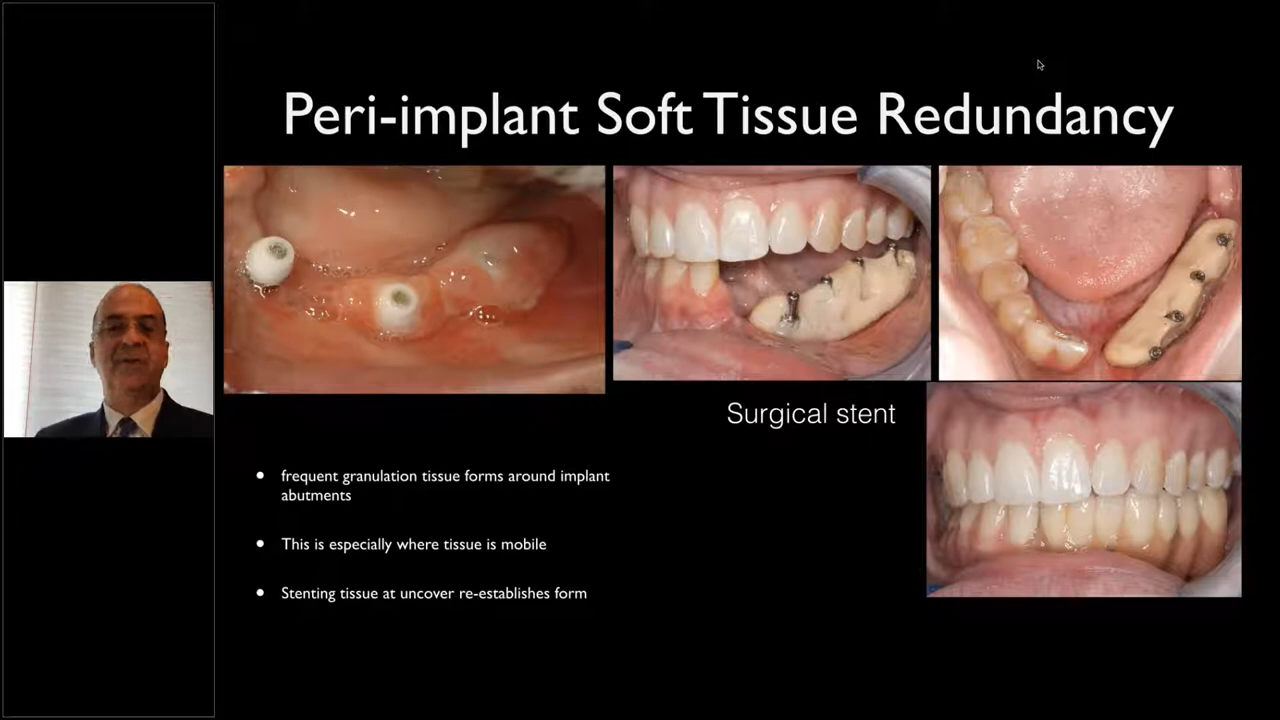 Peri-implant Soft Tissue Redundancy
Surgical stent
frequent granulation tissue forms around implant
abutments
This is especially where tissue is mobile
Stenting tissue at uncover re-establishes form